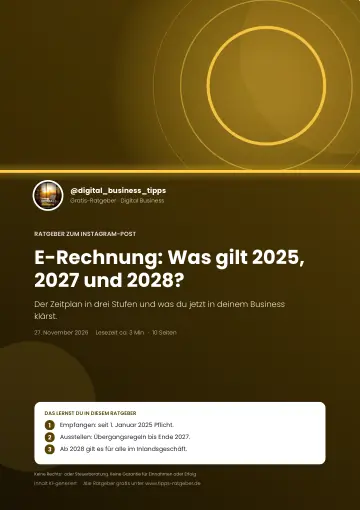 @digital_business_tipps
Gratis-Ratgeber · Digital Business
RATGEBER ZUM INSTAGRAM-POST
E-Rechnung: Was gilt 2025,
2027 und 2028?
Der Zeitplan in drei Stufen und was du jetzt in deinem Business
klärst.
27. November 2026 · Lesezeit ca. 3 Min. · 10 Seiten
DAS LERNST DU IN DIESEM RATGEBER
1 Empfangen: seit 1. Januar 2025 Pflicht.
2 Ausstellen: Übergangsregeln bis Ende 2027.
3 Ab 2028 gilt es für alle im Inlandsgeschäft.
Keine Rechts- oder Steuerberatung. Keine Garantie für Einnahmen oder Erfolg.
Inhalt KI-generiert · Alle Ratgeber gratis unter www.tipps-ratgeber.de